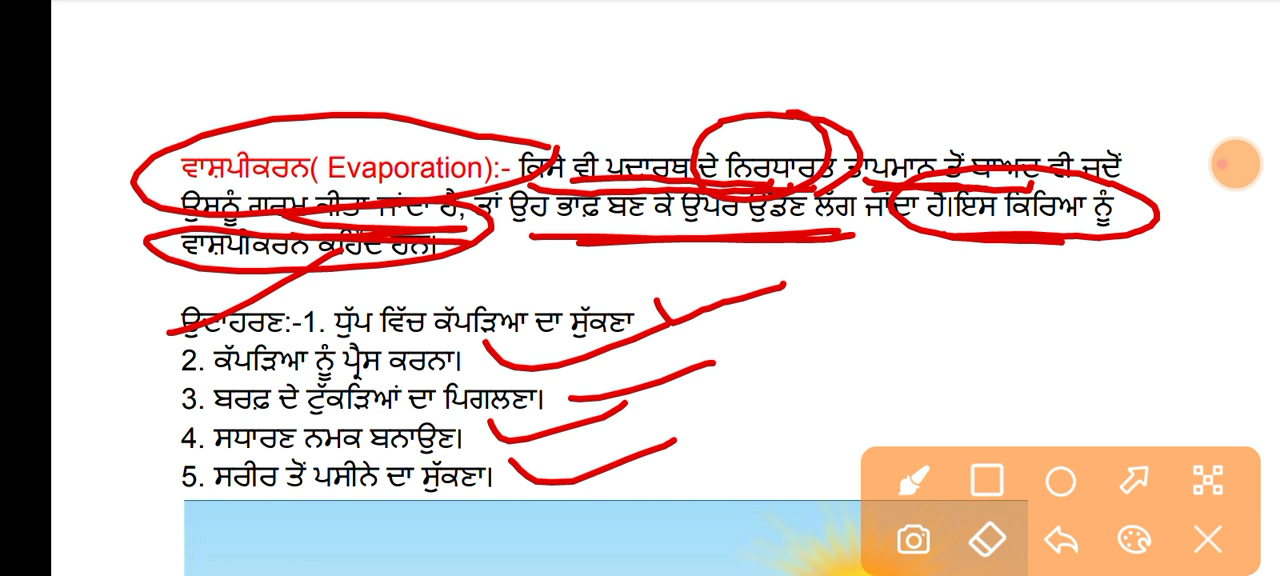 ਵਾਸ਼ਪੀਕਰਨ( Evaporation):- ਕਿਸੇ ਵੀ ਪਦਾਰਥ ਦੇ ਨਿਰਧਾਰਤ ਤਾਪਮਾਨ ਤੋਂ ਬਾਅਦ ਵੀ ਜਦੋਂ
ਉਸਨੂੰ ਗਰਮ ਕੀਤਾ ਜਾਂਦਾ ਹੈ, ਤਾਂ ਉਹ ਭਾਫ਼ ਬਣ ਕੇ ਉਪਰ ਉੱਡਣ ਲੱਗ ਜਾਂਦਾ ਹੈ।ਇਸ ਕਿਰਿਆ ਨੂੰ
ਵਾਸ਼ਪੀਕਰਨ ਕਹਿੰਦੇ ਹਨ।
ਉਦਾਹਰਣ:-1. ਧੁੱਪ ਵਿੱਚ ਕੱਪੜਿਆ ਦਾ ਸੁੱਕਣਾ
2. ਕੱਪੜਿਆ ਨੂੰ ਪ੍ਰੈਸ ਕਰਨਾ।
3. ਬਰਫ਼ ਦੇ ਟੁੱਕੜਿਆਂ ਦਾ ਪਿਗਲਣਾ।
4. ਸਧਾਰਣ ਨਮਕ ਬਨਾਉਣ।
5. ਸਰੀਰ ਤੋਂ ਪਸੀਨੇ ਦਾ ਸੁੱਕਣਾ।